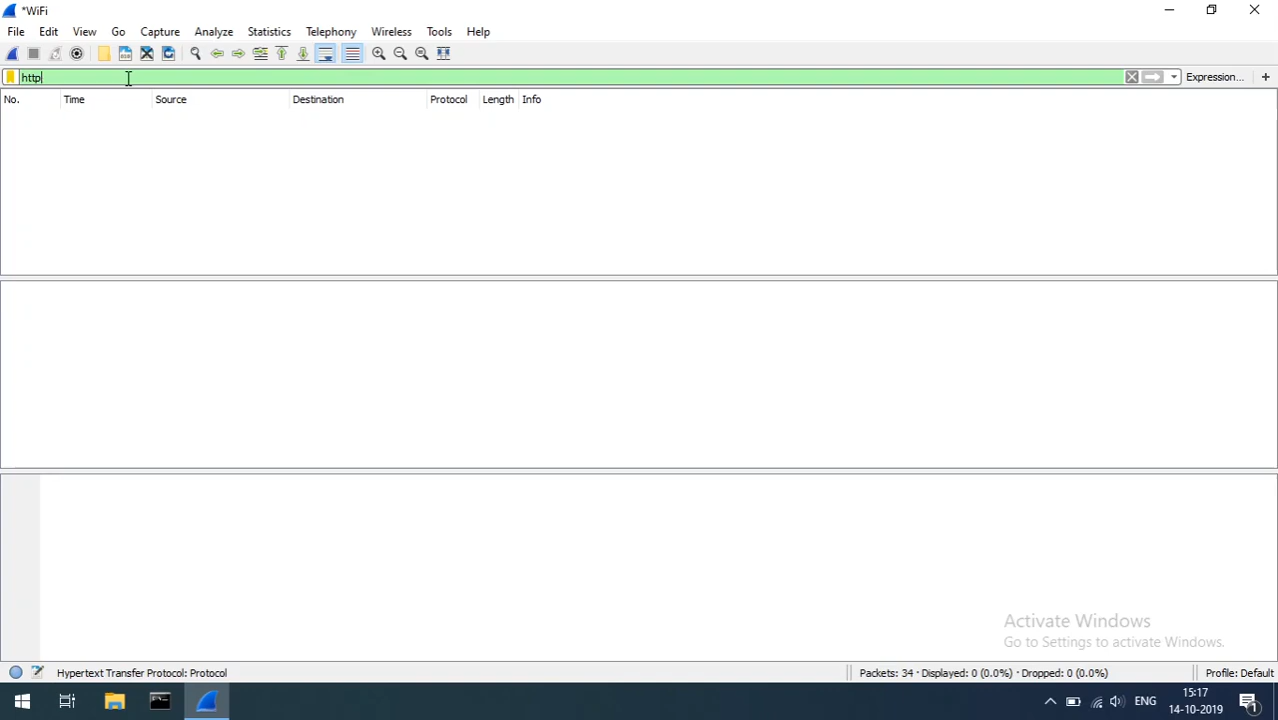 *WiFi
File Edit View Go Capture Analyze Statistics Telephony Wireless Tools Help
http Expression... +
No. Time Source Destination Protocol Length Info
Activate Windows
Go to Settings to activate Windows.
Hypertext Transfer Protocol: Protocol Packets: 34 · Displayed: 0 (0.0%) · Dropped: 0 (0.0%) Profile: Default
ENG 15:17 1
14-10-2019